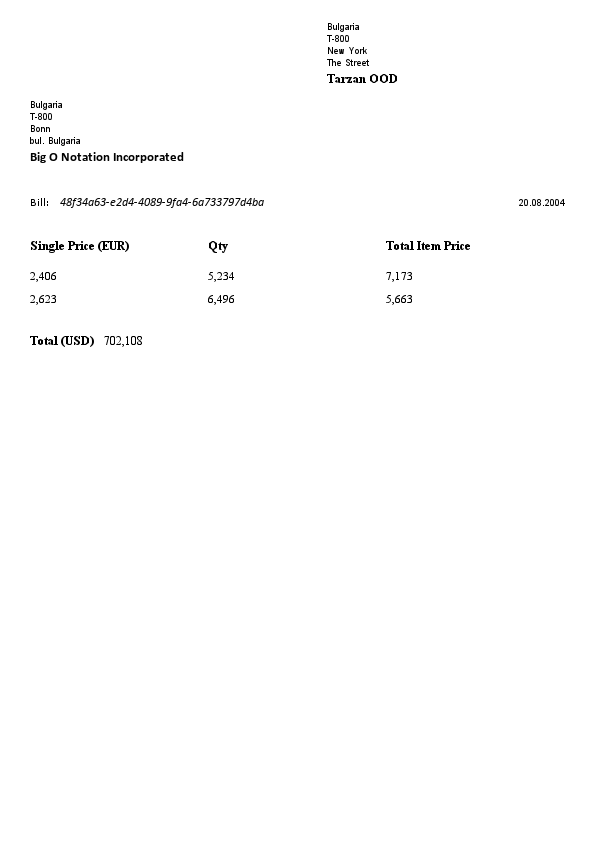 Bulgaria
T-800
New York
The Street
Tarzan OOD
Bulgaria
T-800
Bonn
bul. Bulgaria
Big O Notation Incorporated
Bill: 48f34a63-e2d4-4089-9fa4-6a733797d4ba 20.08.2004
Single Price (EUR) Qty Total Item Price
2,406 5,234 7,173
2,623 6,496 5,663
Total (USD) 702,108